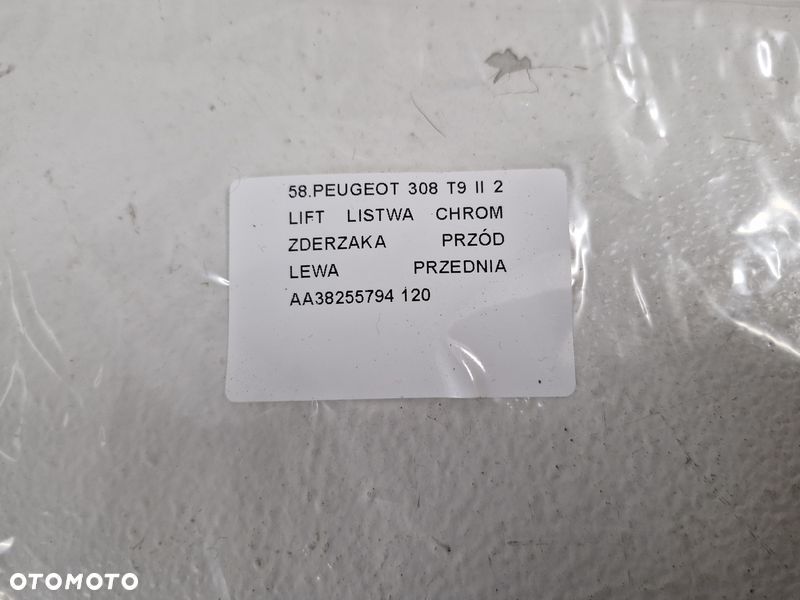 58.PEUGEOT 308 T9 II 2
LIFT LISTWA CHROM
ZDERZAKA PRZÓD
LEWA PRZEDNIA
AA38255794 120
OTOMOTO